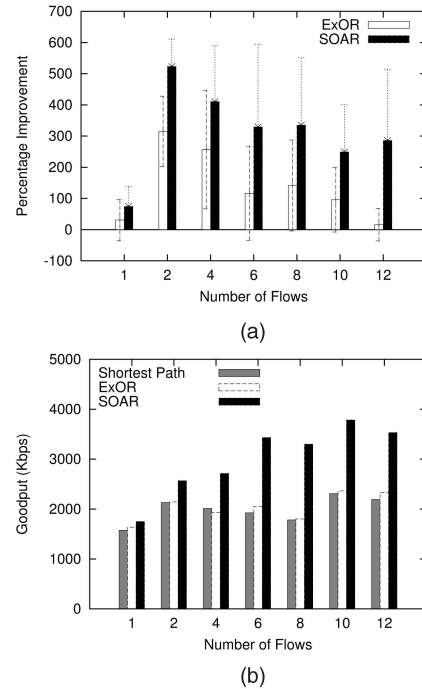 ExOR
SOAR
Percentage Improvement
700
600
500
400
300
200
100
0
-100
1 2 4 6 8 10 12
Number of Flows
(a)
Shortest Path
ExOR
SOAR
Goodput (Kbps)
5000
4000
3000
2000
1000
0
1 2 4 6 8 10 12
Number of Flows
(b)